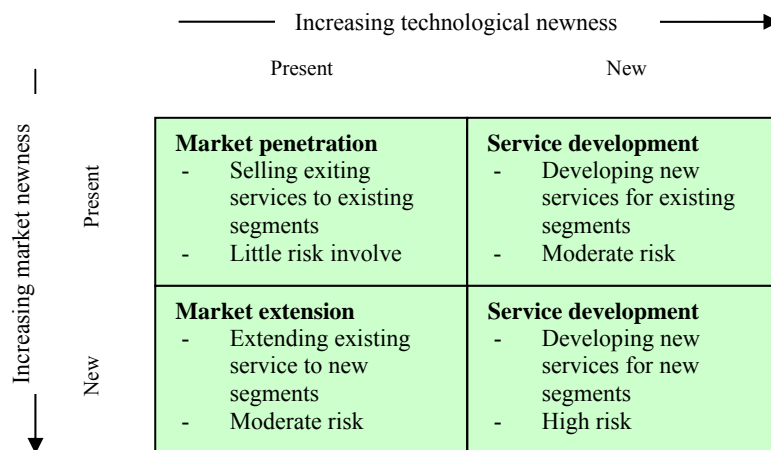 Increasing technological newness
Present
New
Increasing market newness
Present
Market penetration
- Selling exiting
services to existing
segments
- Little risk involve
Service development
- Developing new
services for existing
segments
- Moderate risk
New
Market extension
- Extending existing
service to new
segments
- Moderate risk
Service development
- Developing new
services for new
segments
- High risk